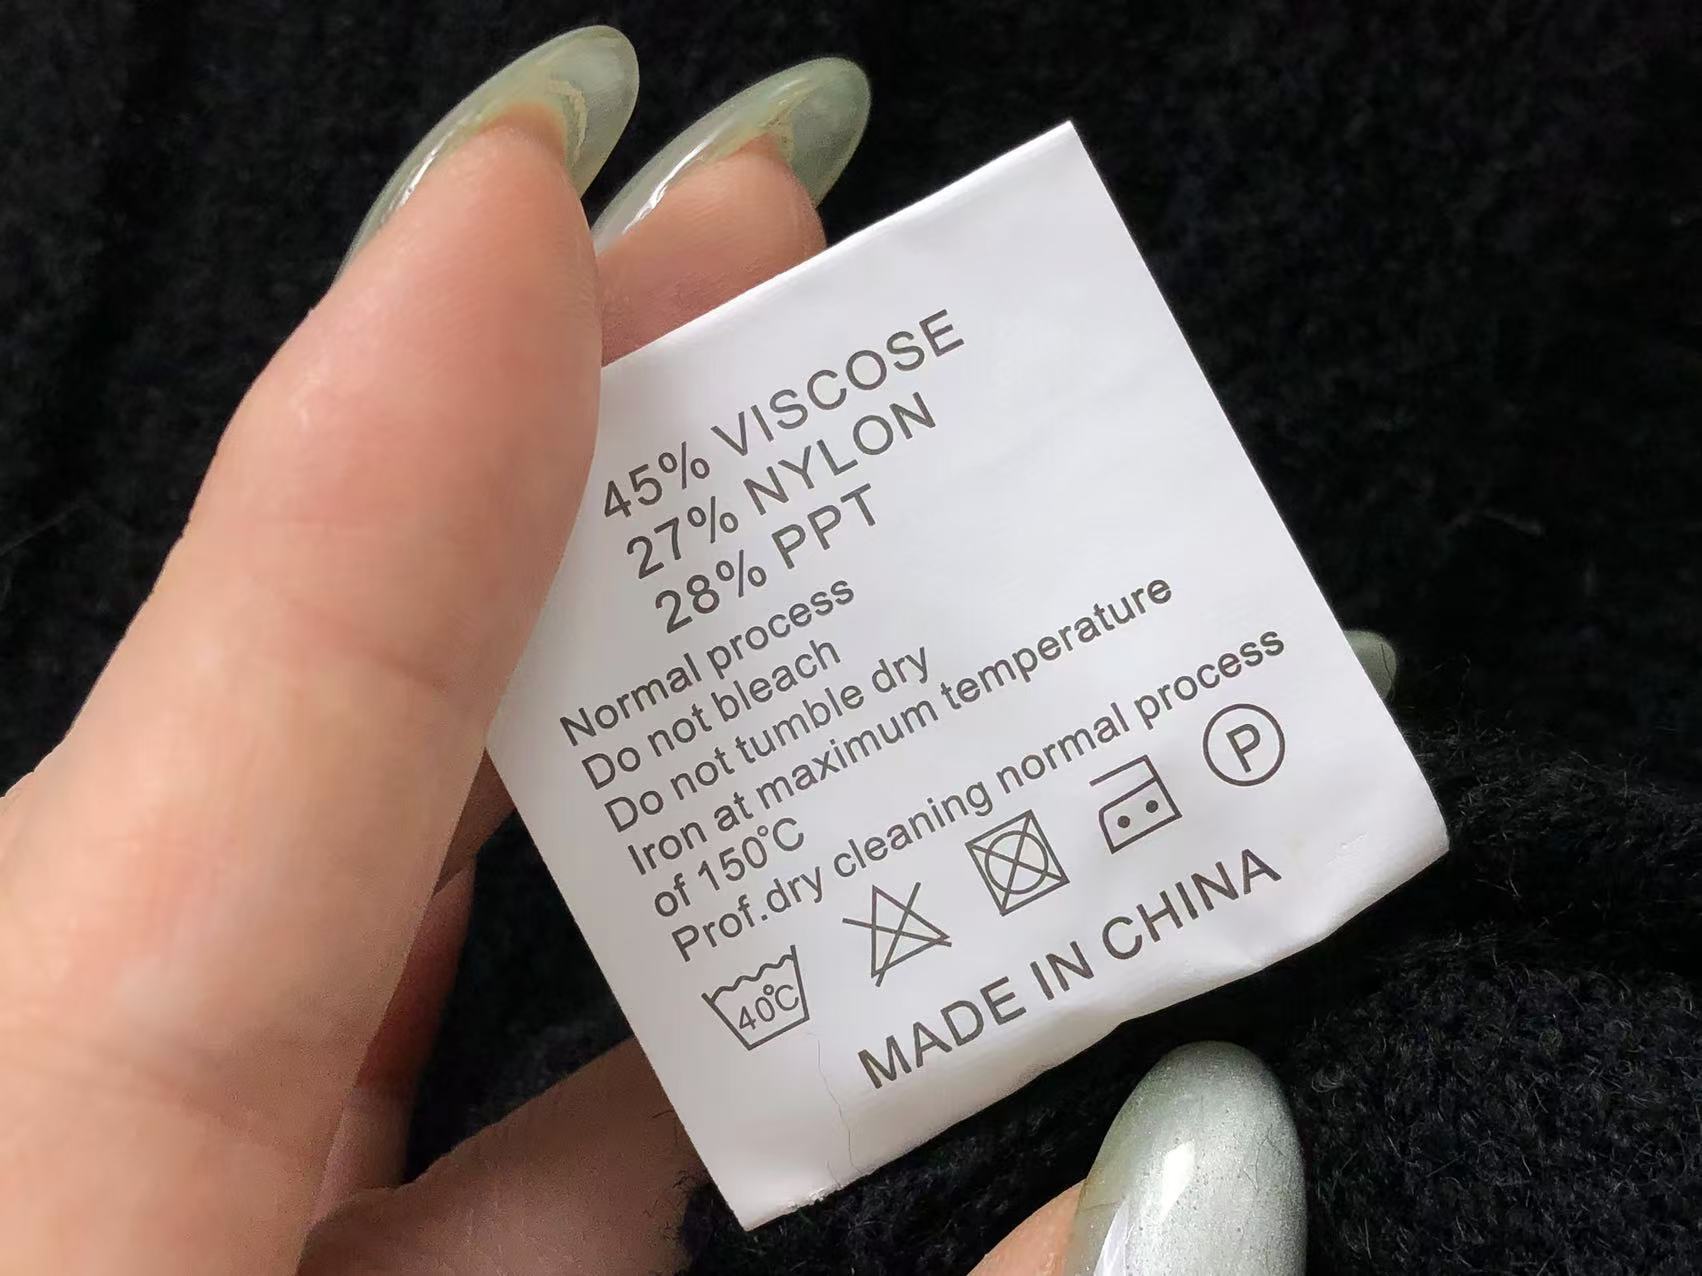 45% VISCOSE
27% NYLON
28% PPT
Normal process
Do not bleach
Do not tumble dry
Iron at maximum temperature
of 150℃
Prof.dry cleaning normal process
40℃
P
MADE IN CHINA